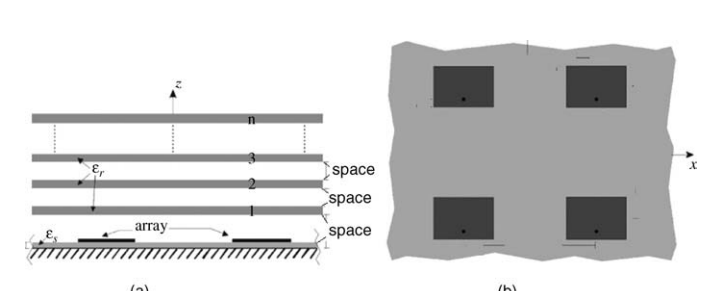 z
n
3
εr
space
2
space
1
array
space
εs
x
(a)
(b)